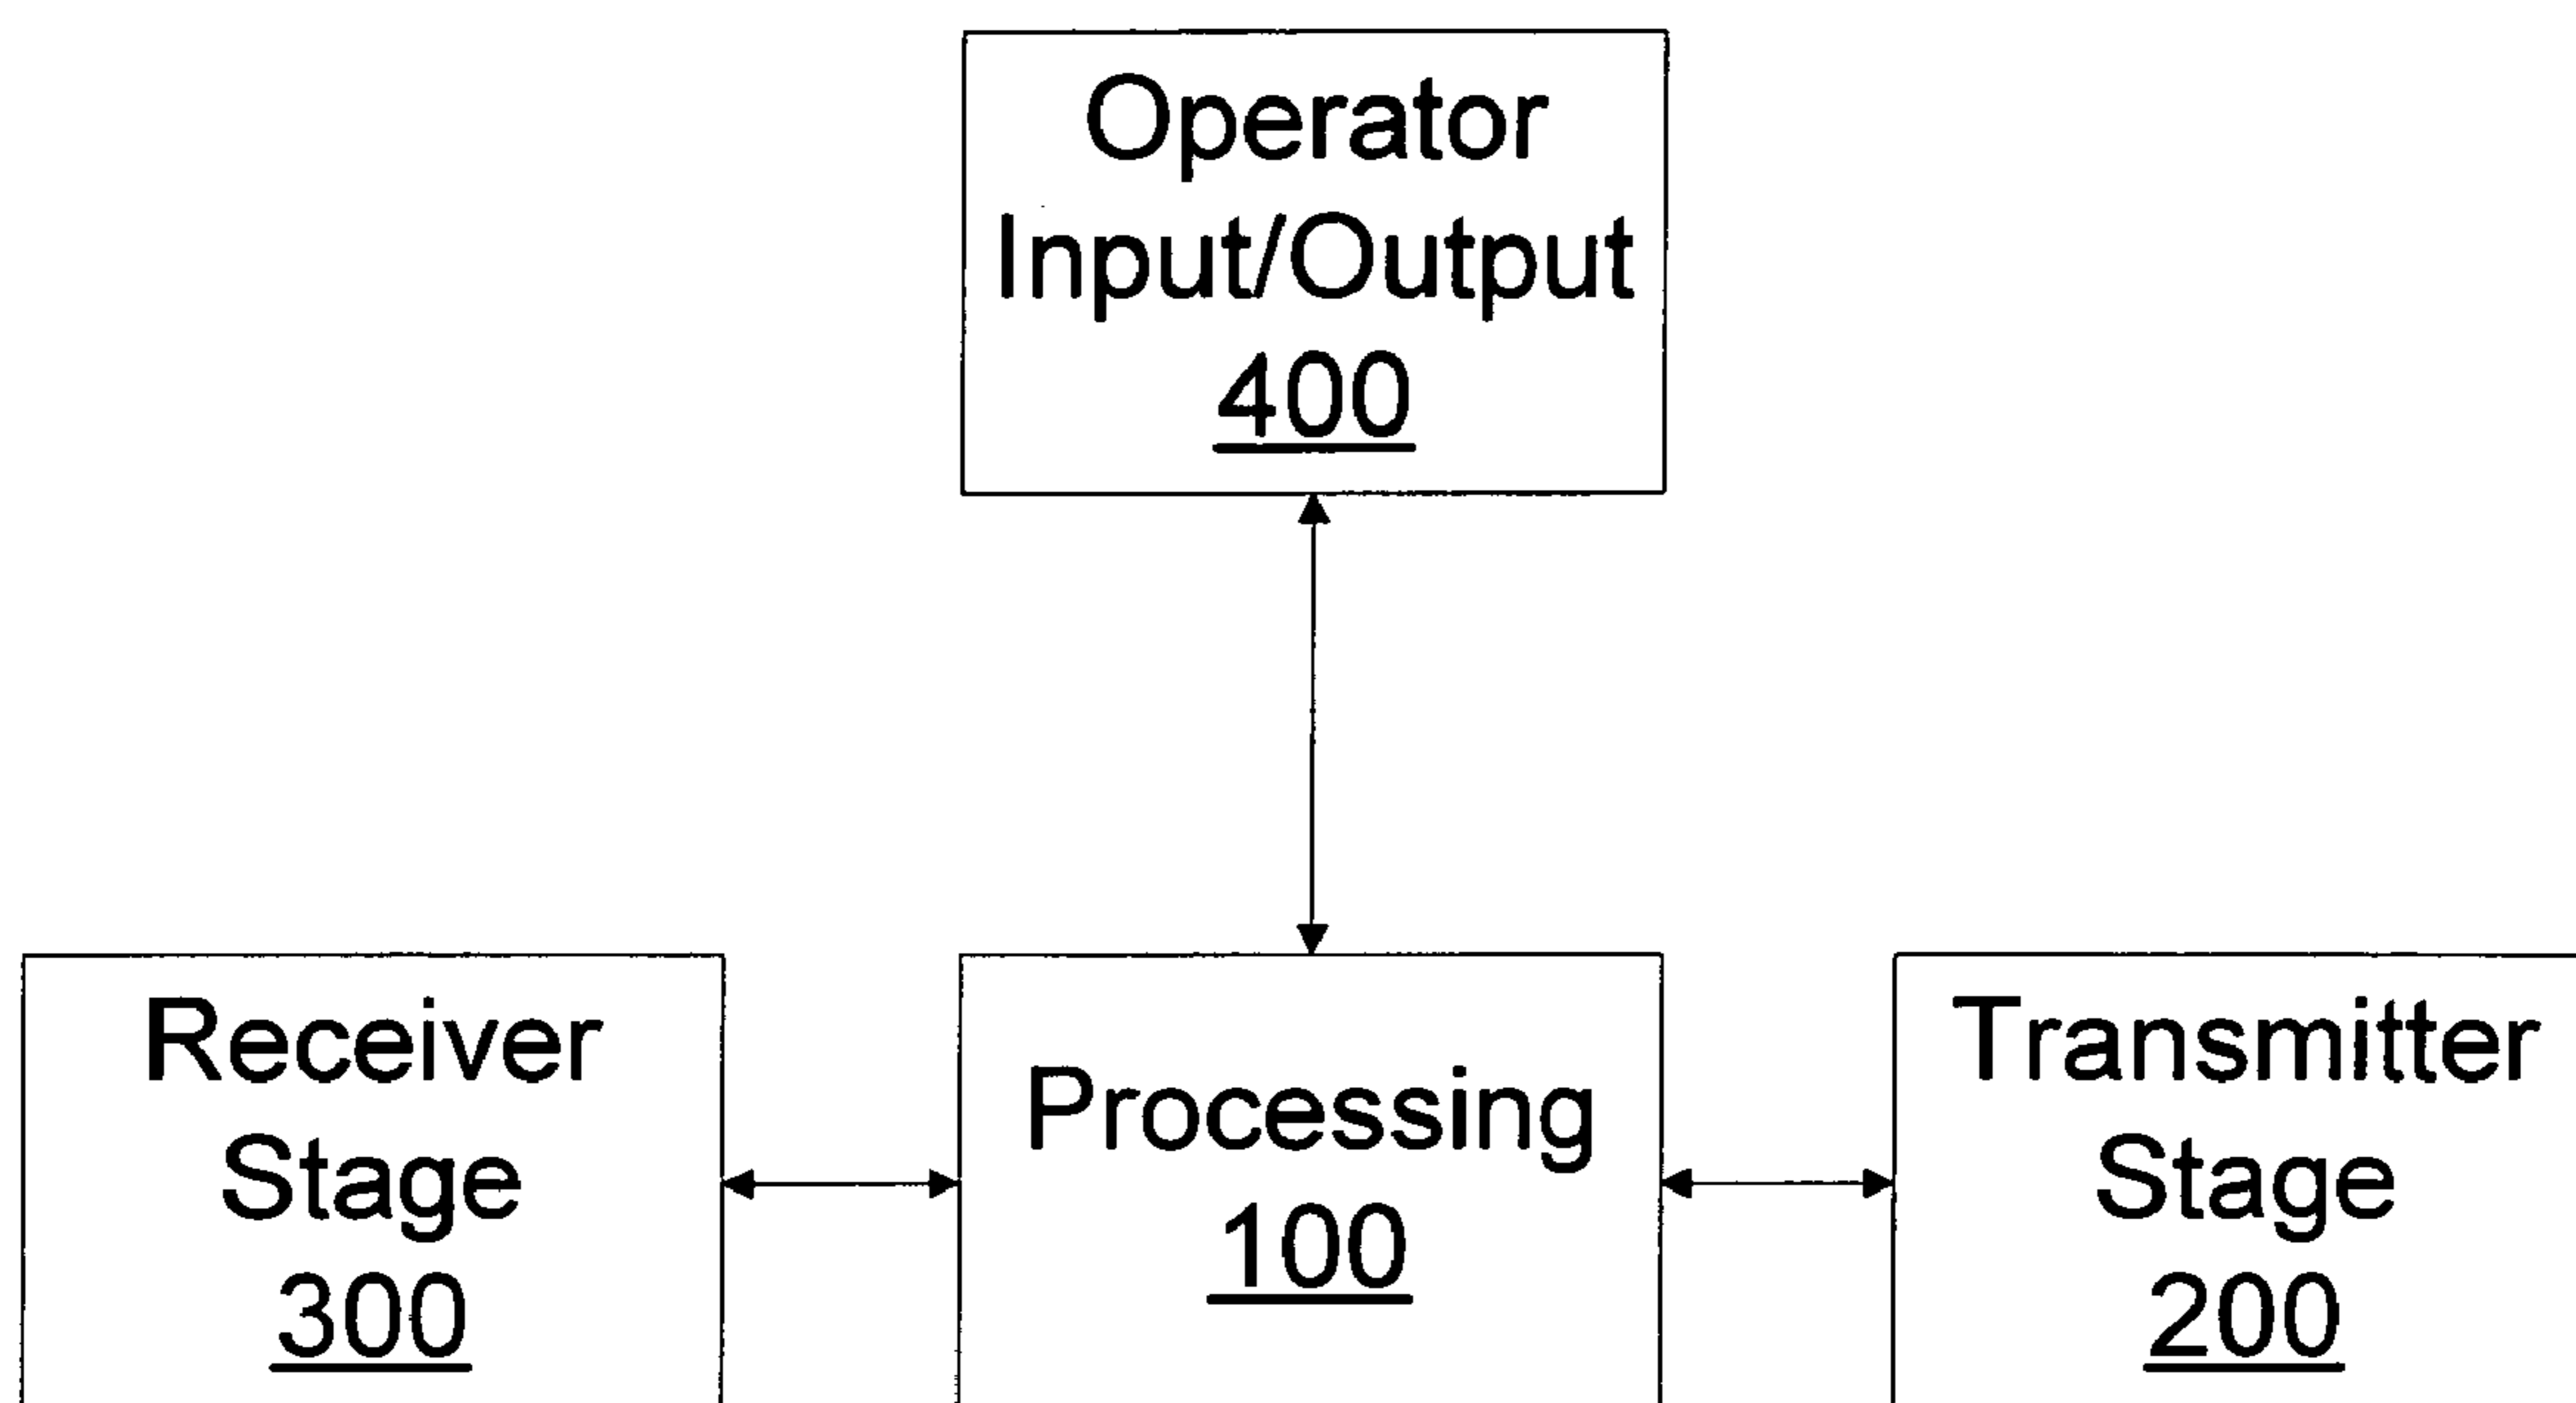 Operator
Input/Output
400
Receiver
Stage
300
Processing
100
Transmitter
Stage
200